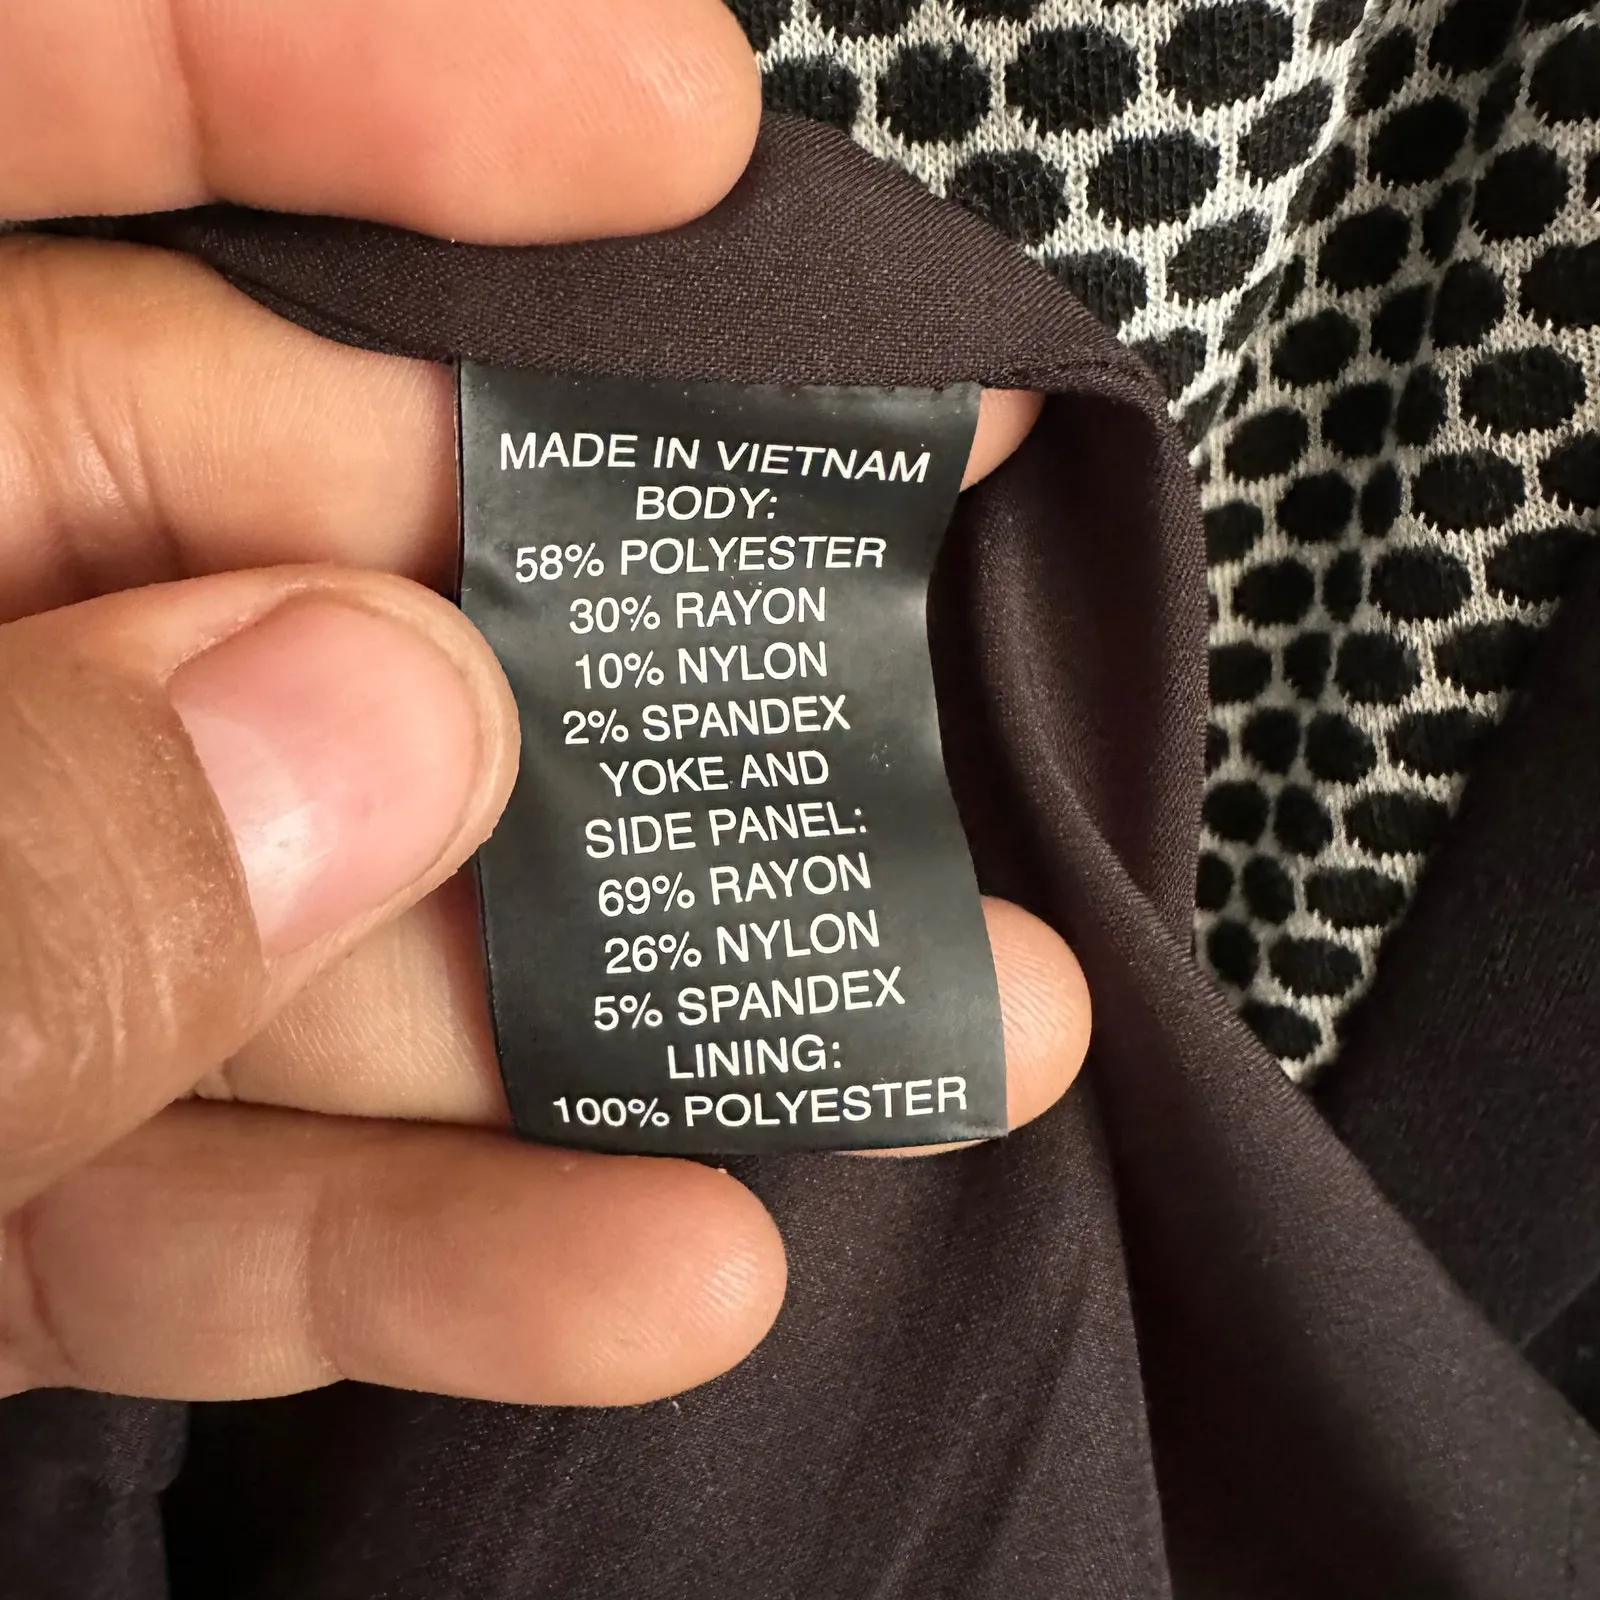 MADE IN VIETNAM
BODY:
58% POLYESTER
30% RAYON
10% NYLON
2% SPANDEX
YOKE AND
SIDE PANEL:
69% RAYON
26% NYLON
5% SPANDEX
LINING:
100% POLYESTER